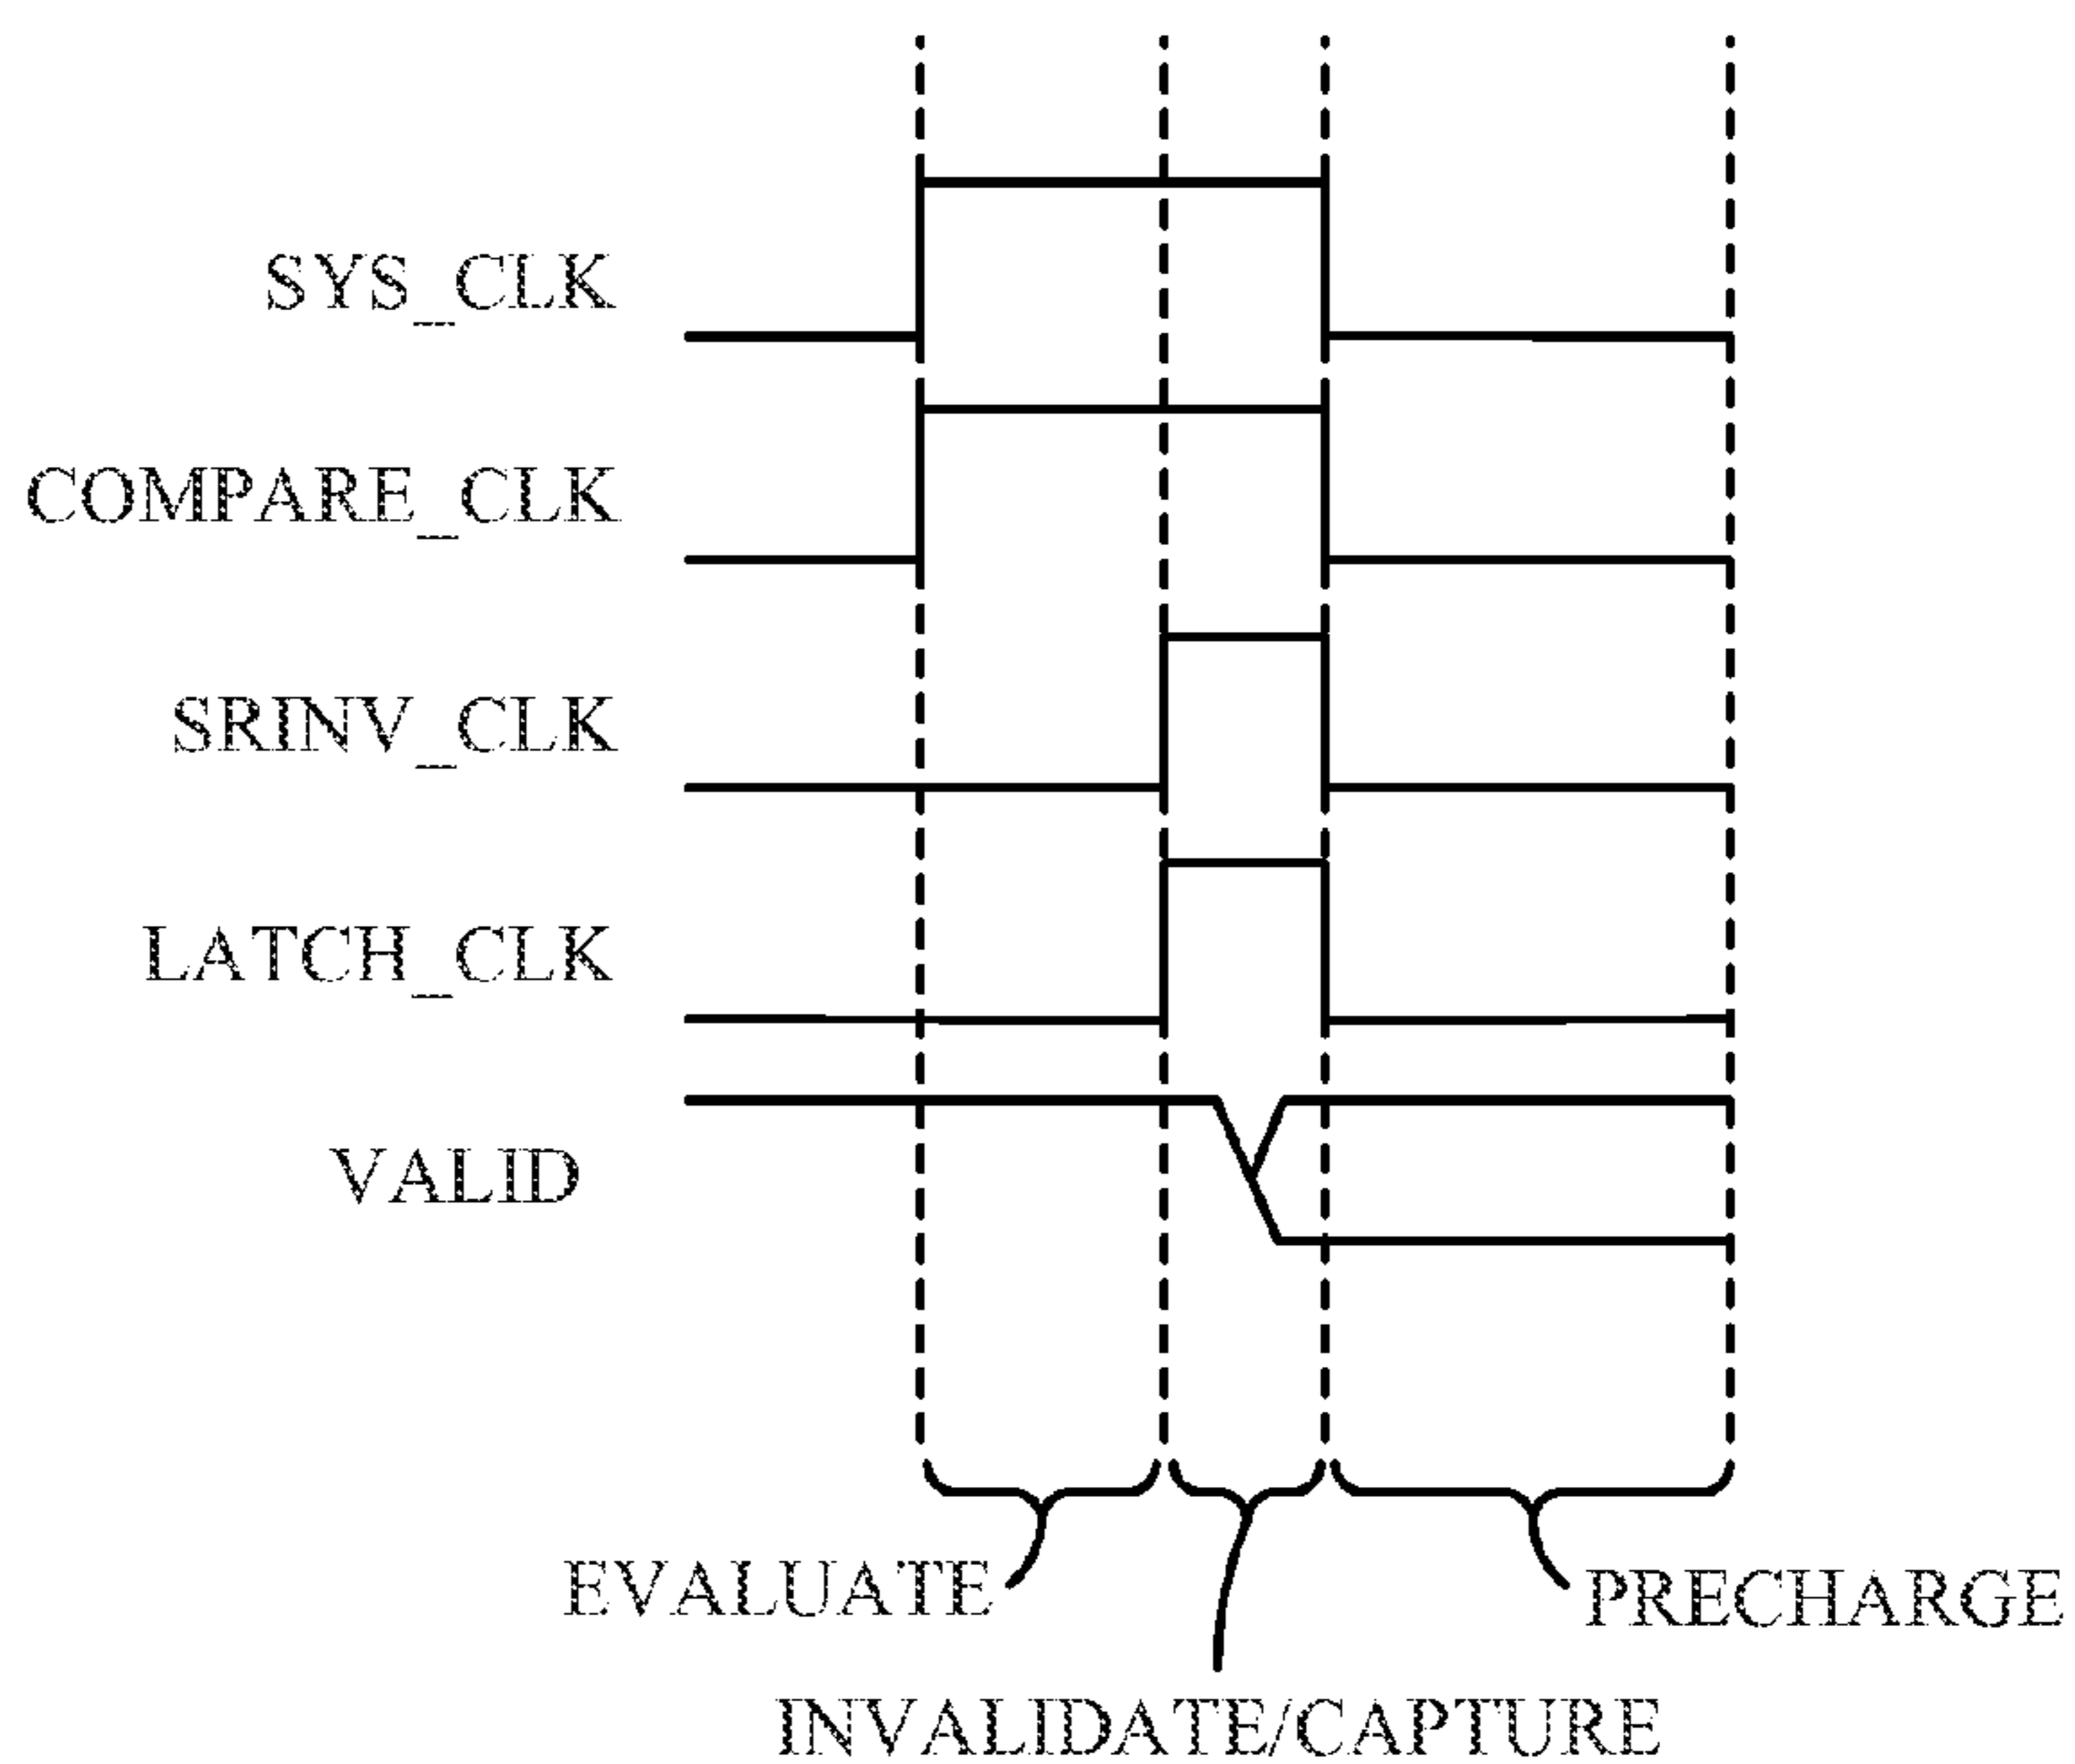 SYS_CLK
COMPARE_CLK
SRINV_CLK
LATCH_CLK
VALID
EVALUATE
PRECHARGE
INVALIDATE/CAPTURE